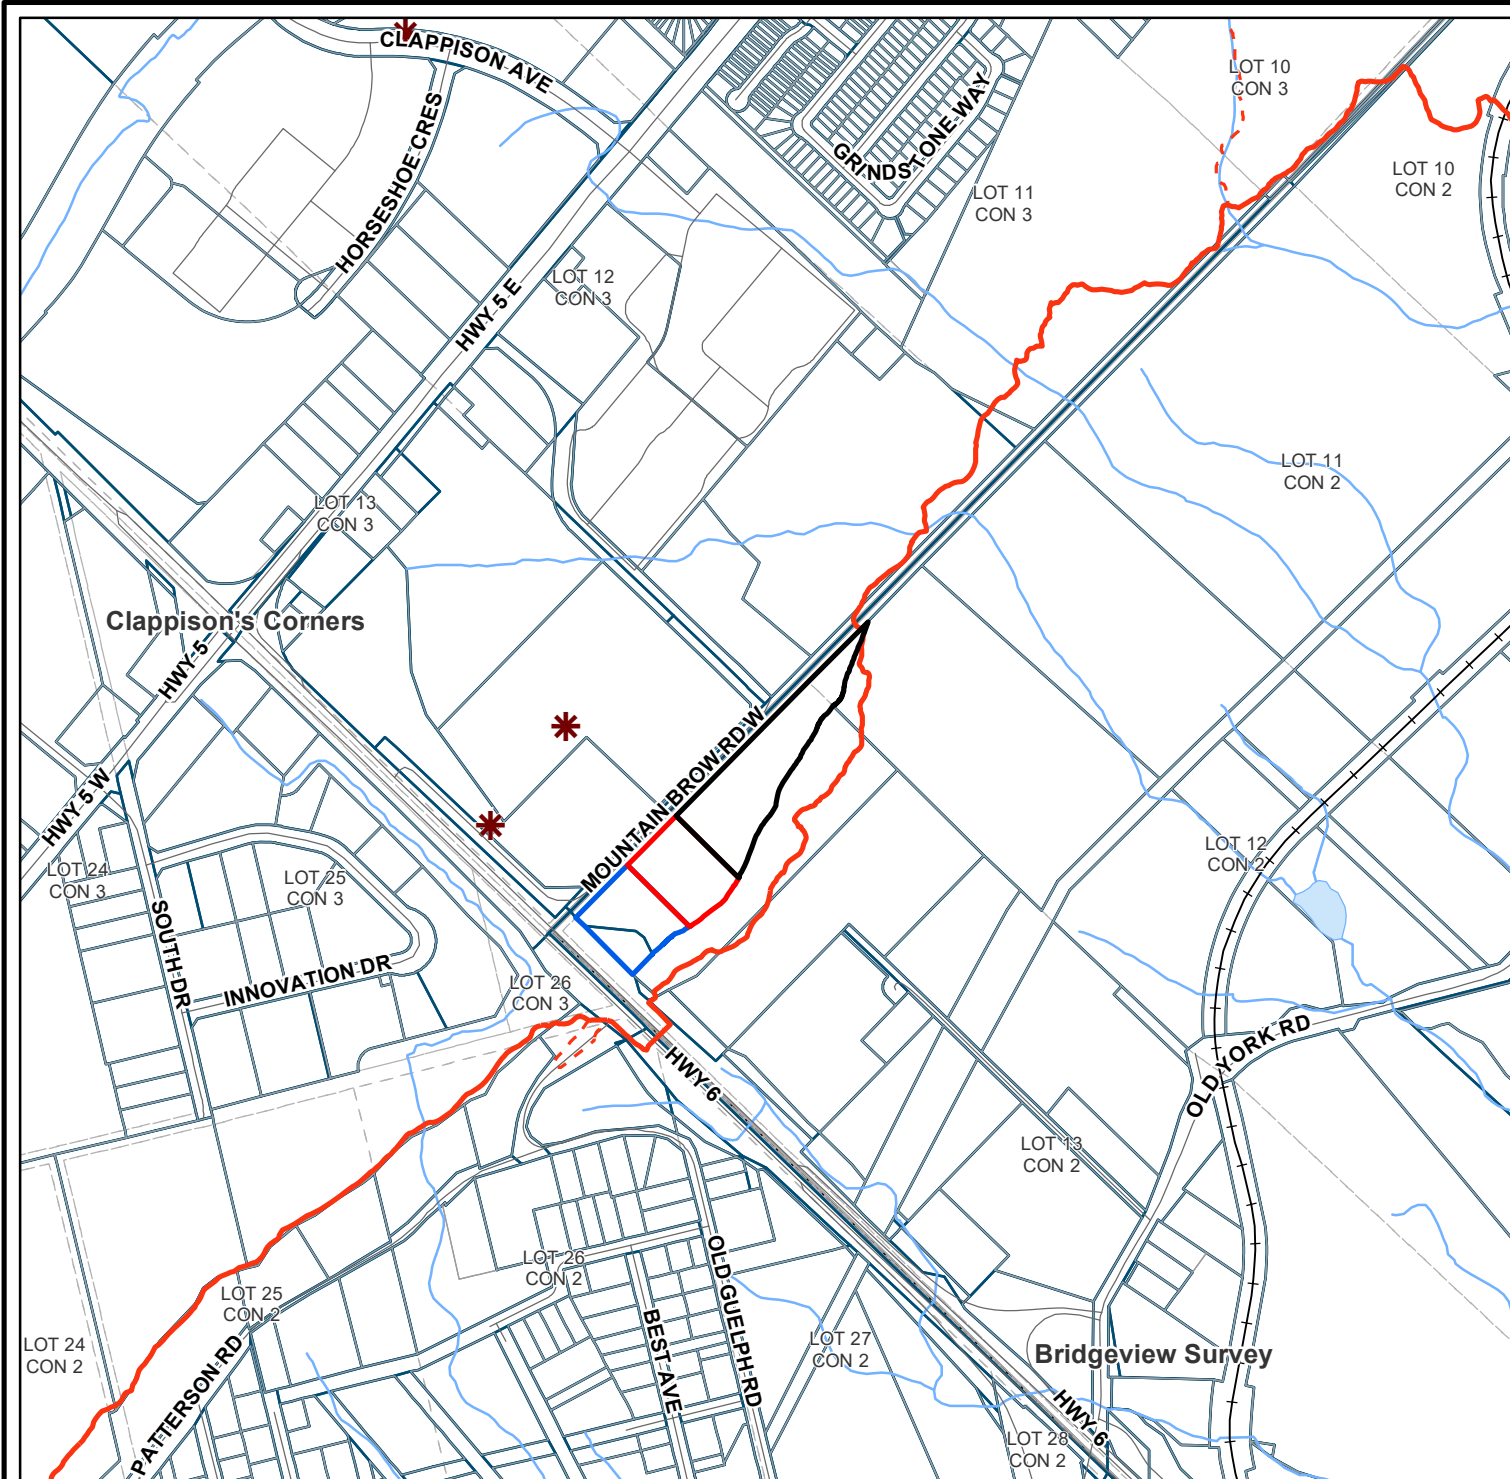 CLAPPISON AVE
HORSESHOE CRES
GRINDSTONE WAY
LOT 10
CON 3
LOT 10
CON 2
LOT 11
CON 3
LOT 12
CON 3
HWY 5 E
LOT 11
CON 2
LOT 13
CON 3
Clappison's Corners
HWY 5
MOUNTAIN BROW RD W
HWY 5 W
LOT 24
CON 3
LOT 25
CON 3
LOT 12
CON 2
SOUTH DR
INNOVATION DR
LOT 26
CON 3
HWY 6
OLD YORK RD
LOT 13
CON 2
LOT 26
CON 2
OLD GUELPH RD
LOT 25
CON 2
BEST AVE
LOT 27
CON 2
LOT 24
CON 2
PATTERSON RD
Bridgeview Survey
HWY 6
LOT 28
CON 2